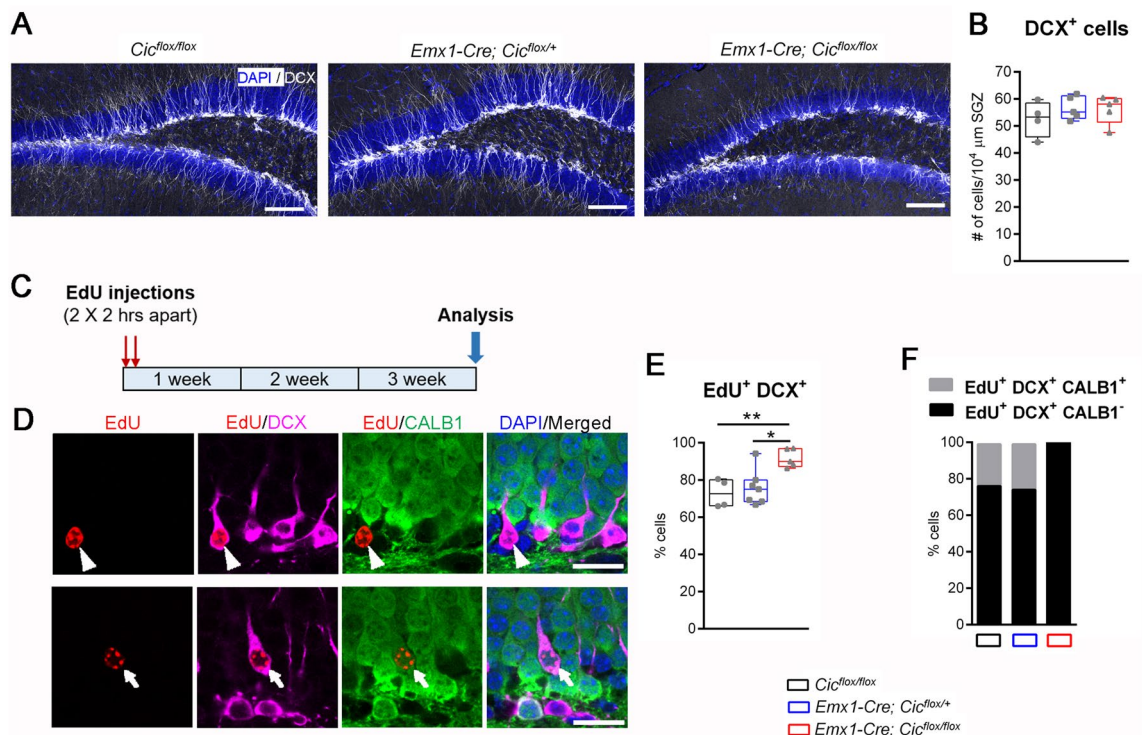 A
Cic^flox/flox
Emx1-Cre; Cic^flox/+
Emx1-Cre; Cic^flox/flox
DAPI / DCX
B
DCX⁺ cells
# of cells/10⁴ μm SGZ
70
60
50
40
30
20
10
0
C
EdU injections
(2 X 2 hrs apart)
Analysis
1 week 2 week 3 week
D
EdU EdU/DCX EdU/CALB1 DAPI/Merged
E
EdU⁺ DCX⁺
**
*
% cells
100
80
60
40
20
0
F
EdU⁺ DCX⁺ CALB1⁺
EdU⁺ DCX⁺ CALB1⁻
% cells
100
80
60
40
20
0
Cic^flox/flox
Emx1-Cre; Cic^flox/+
Emx1-Cre; Cic^flox/flox